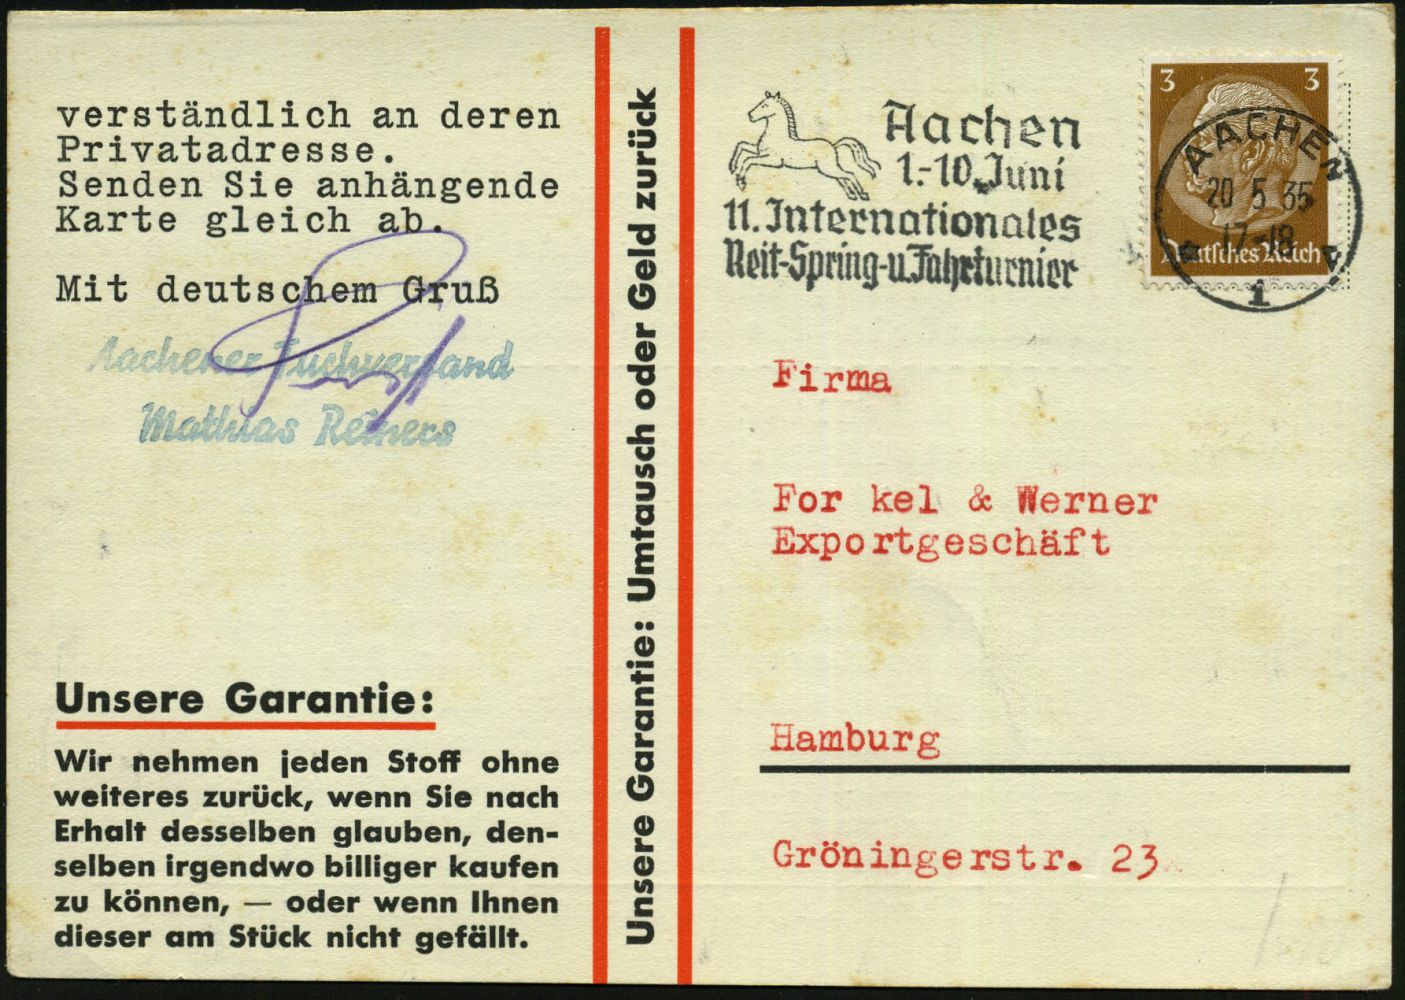 verständlich an deren
Privatadresse.
Senden Sie anhängende
Karte gleich ab.
Mit deutschem Gruß
Aachener Tuchversand
Mathias Reiners
Unsere Garantie:
Wir nehmen jeden Stoff ohne
weiteres zurück, wenn Sie nach
Erhalt desselben glauben, den-
selben irgendwo billiger kaufen
zu können, — oder wenn Ihnen
dieser am Stück nicht gefällt.
Unsere Garantie: Umtausch oder Geld zurück
Aachen
1.-10. Juni
11. Internationales
Reit-Spring-u. Fahrturnier
3 3
Deutsches Reich
AACHEN
20 5 35
17-18
1
Firma
For kel & Werner
Exportgeschäft
Hamburg
Gröningerstr. 23